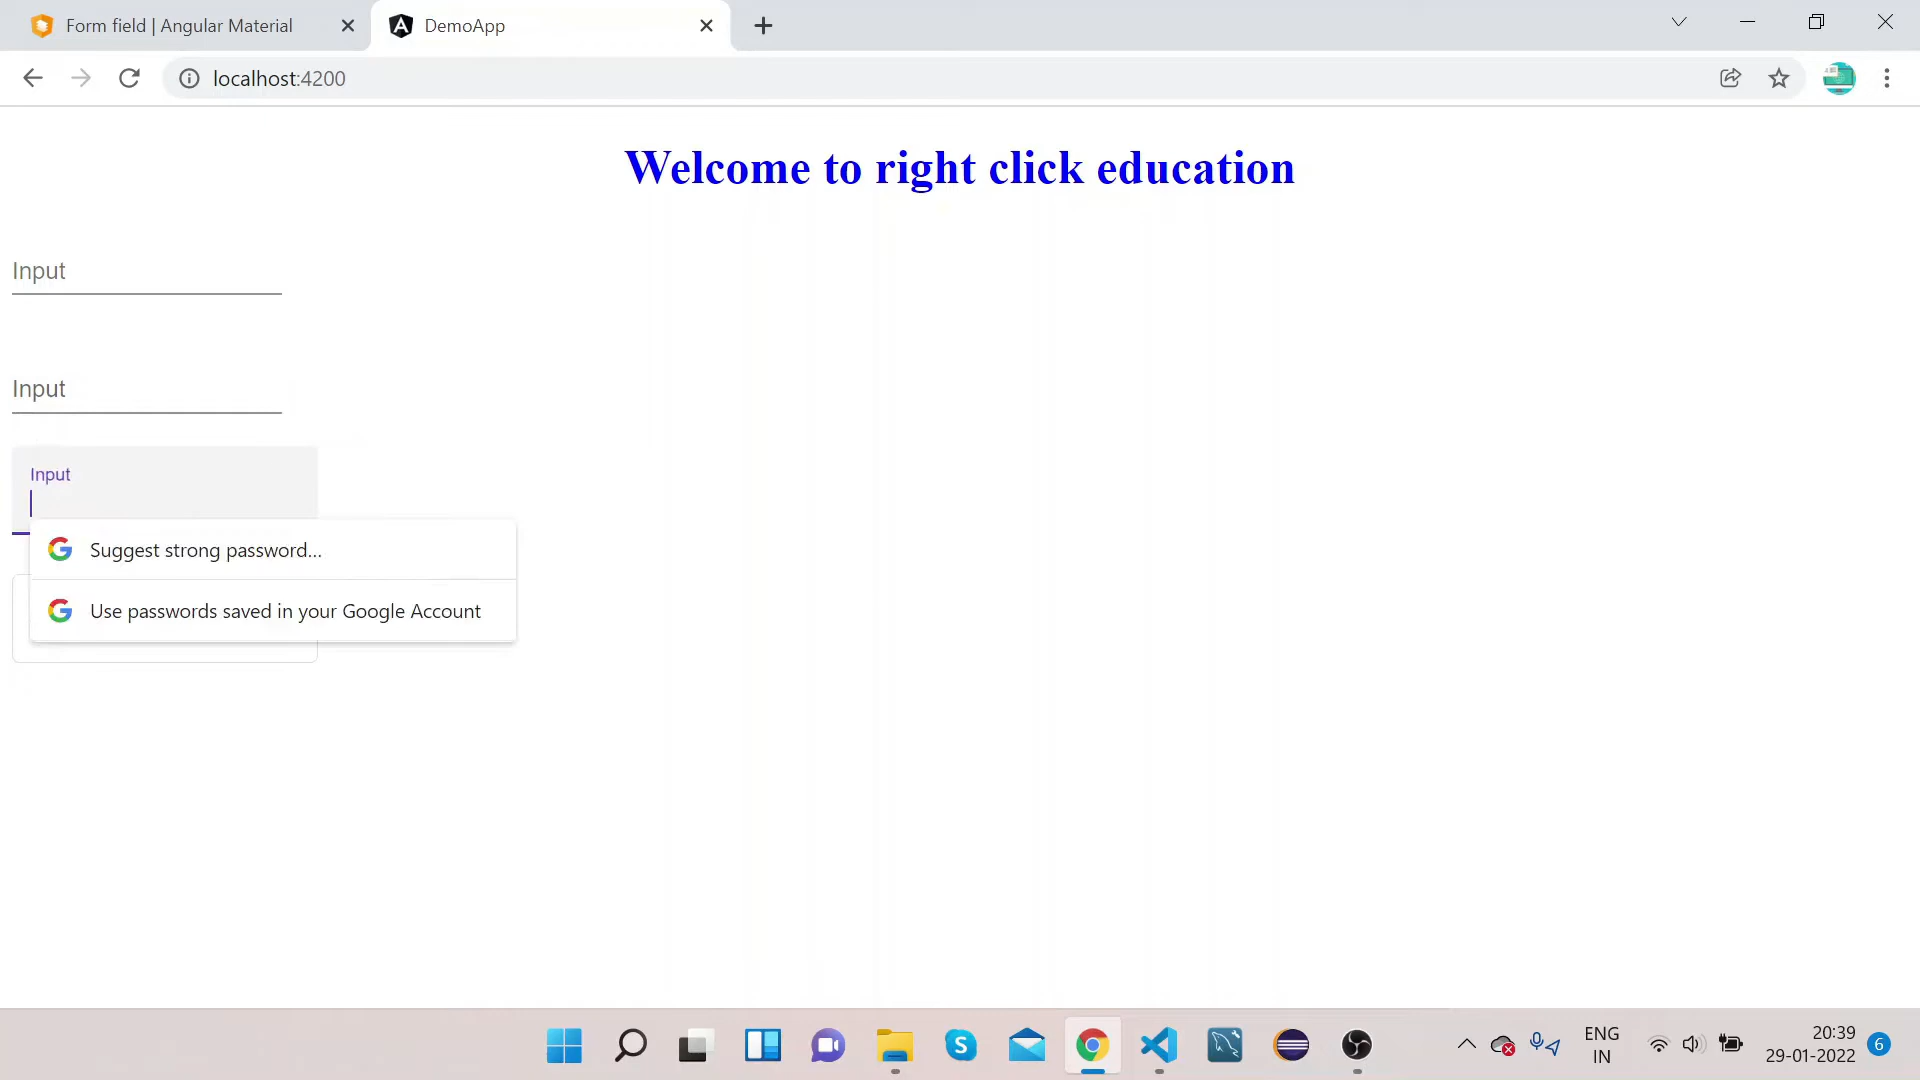 Form field | Angular Material
DemoApp
localhost:4200
Welcome to right click education
Input
Input
Input
Suggest strong password...
Use passwords saved in your Google Account
ENG
IN
20:39
29-01-2022
6